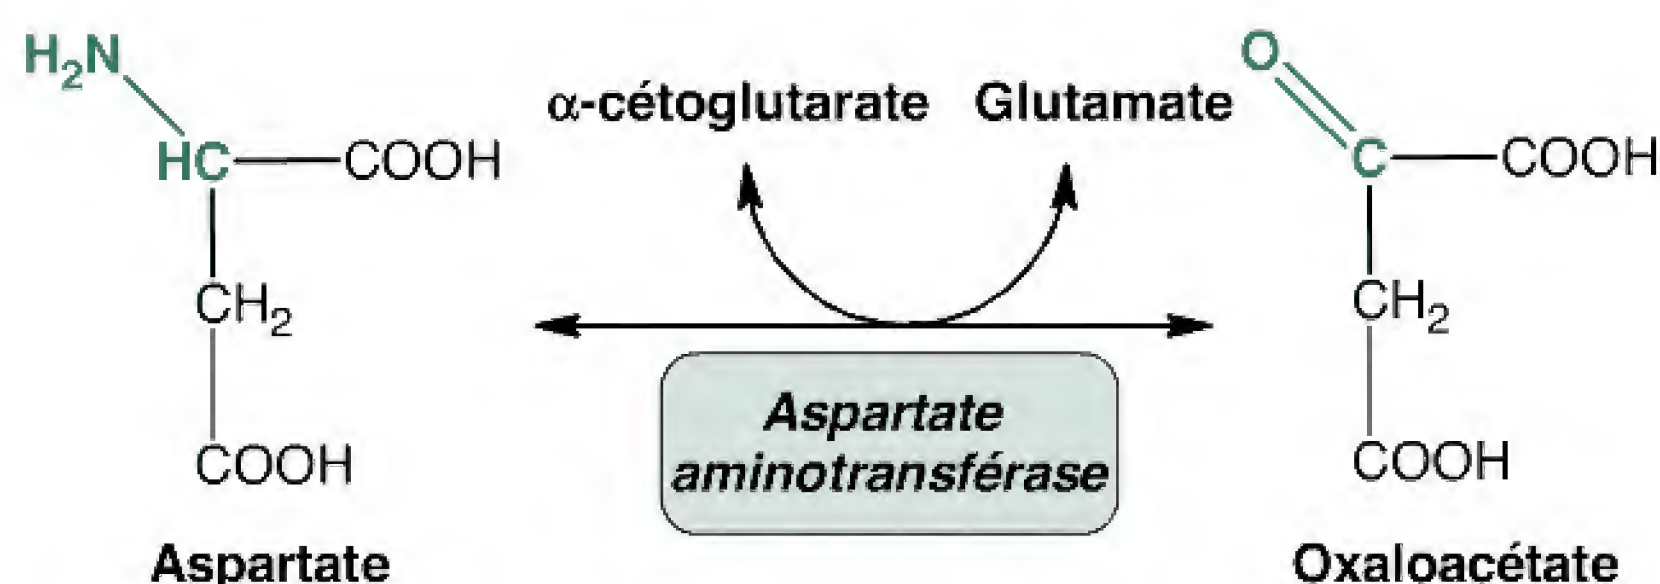 H₂N
HC COOH
CH₂
COOH
Aspartate
α-cétoglutarate Glutamate
Aspartate
aminotransférase
O
C COOH
CH₂
COOH
Oxaloacétate